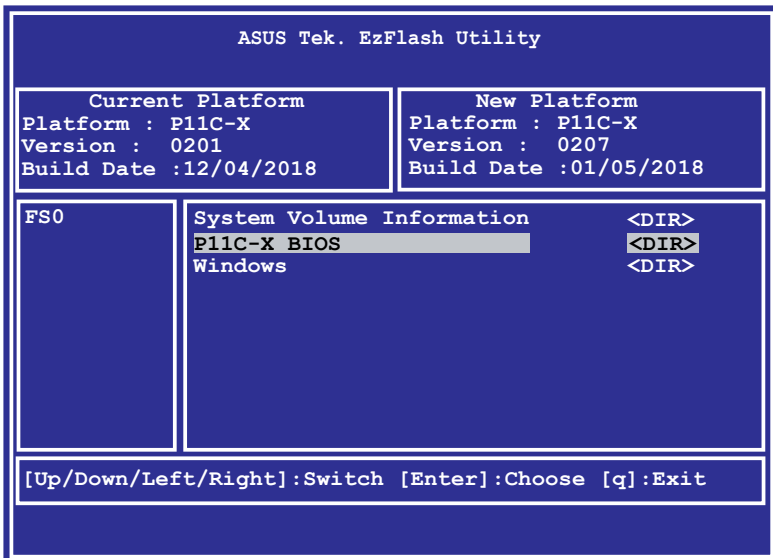 ASUS Tek. EzFlash Utility
Current Platform
Platform : P11C-X
Version : 0201
Build Date :12/04/2018
New Platform
Platform : P11C-X
Version : 0207
Build Date :01/05/2018
FS0
System Volume Information <DIR>
P11C-X BIOS <DIR>
Windows <DIR>
[Up/Down/Left/Right]:Switch [Enter]:Choose [q]:Exit